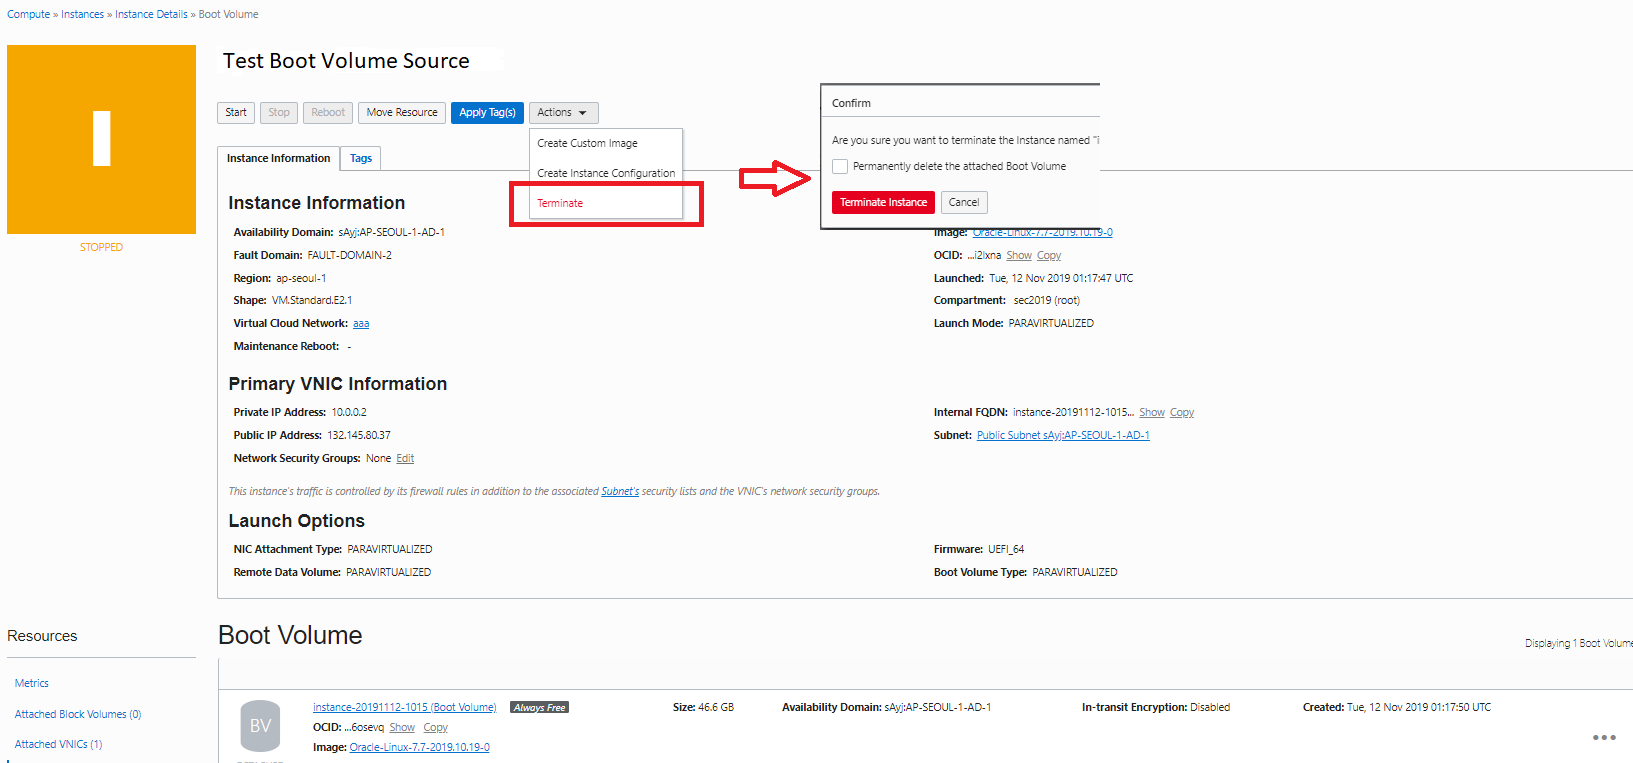 Compute » Instances » Instance Details » Boot Volume
Test Boot Volume Source
Start Stop Reboot Move Resource Apply Tag(s) Actions
Create Custom Image
Create Instance Configuration
Terminate
Confirm
Are you sure you want to terminate the Instance named "i
Permanently delete the attached Boot Volume
Terminate Instance Cancel
STOPPED
Instance Information Tags
Instance Information
Availability Domain: sAyj:AP-SEOUL-1-AD-1
Fault Domain: FAULT-DOMAIN-2
Region: ap-seoul-1
Shape: VM.Standard.E2.1
Virtual Cloud Network: aaa
Maintenance Reboot: -
Image: Oracle-Linux-7.7-2019.10.19-0
OCID: ...i2lxna Show Copy
Launched: Tue, 12 Nov 2019 01:17:47 UTC
Compartment: sec2019 (root)
Launch Mode: PARAVIRTUALIZED
Primary VNIC Information
Private IP Address: 10.0.0.2
Public IP Address: 132.145.80.37
Network Security Groups: None Edit
Internal FQDN: instance-20191112-1015... Show Copy
Subnet: Public Subnet sAyj:AP-SEOUL-1-AD-1
This instance's traffic is controlled by its firewall rules in addition to the associated Subnet's security lists and the VNIC's network security groups.
Launch Options
NIC Attachment Type: PARAVIRTUALIZED
Remote Data Volume: PARAVIRTUALIZED
Firmware: UEFI_64
Boot Volume Type: PARAVIRTUALIZED
Resources
Metrics
Attached Block Volumes (0)
Attached VNICs (1)
Boot Volume
Displaying 1 Boot Volume
BV
instance-20191112-1015 (Boot Volume) Always Free
OCID: ...6osevq Show Copy
Image: Oracle-Linux-7.7-2019.10.19-0
Size: 46.6 GB
Availability Domain: sAyj:AP-SEOUL-1-AD-1
In-transit Encryption: Disabled
Created: Tue, 12 Nov 2019 01:17:50 UTC